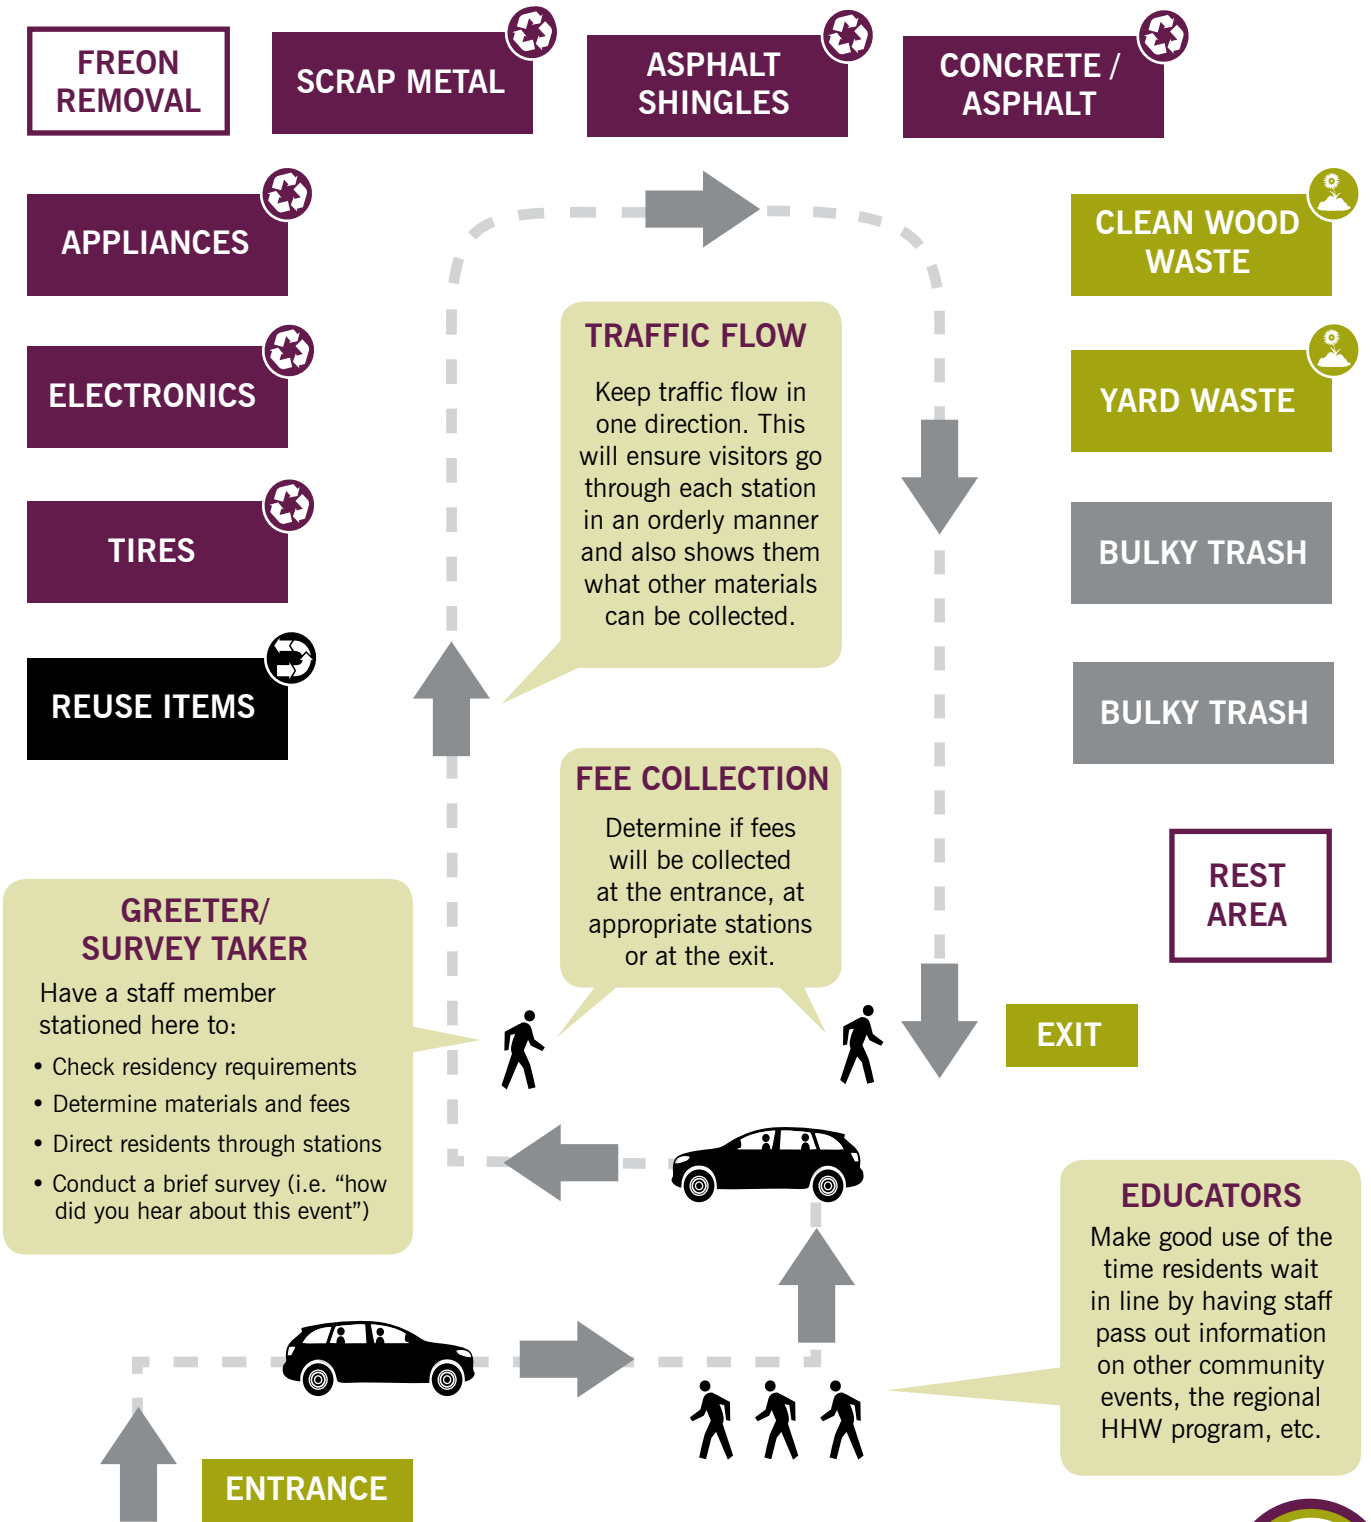 FREON
REMOVAL
SCRAP METAL
ASPHALT
SHINGLES
CONCRETE /
ASPHALT
APPLIANCES
CLEAN WOOD
WASTE
ELECTRONICS
YARD WASTE
TIRES
BULKY TRASH
REUSE ITEMS
BULKY TRASH
TRAFFIC FLOW
Keep traffic flow in
one direction. This
will ensure visitors go
through each station
in an orderly manner
and also shows them
what other materials
can be collected.
FEE COLLECTION
Determine if fees
will be collected
at the entrance, at
appropriate stations
or at the exit.
REST
AREA
GREETER/
SURVEY TAKER
Have a staff member
stationed here to:
• Check residency requirements
• Determine materials and fees
• Direct residents through stations
• Conduct a brief survey (i.e. “how
did you hear about this event”)
EXIT
EDUCATORS
Make good use of the
time residents wait
in line by having staff
pass out information
on other community
events, the regional
HHW program, etc.
ENTRANCE